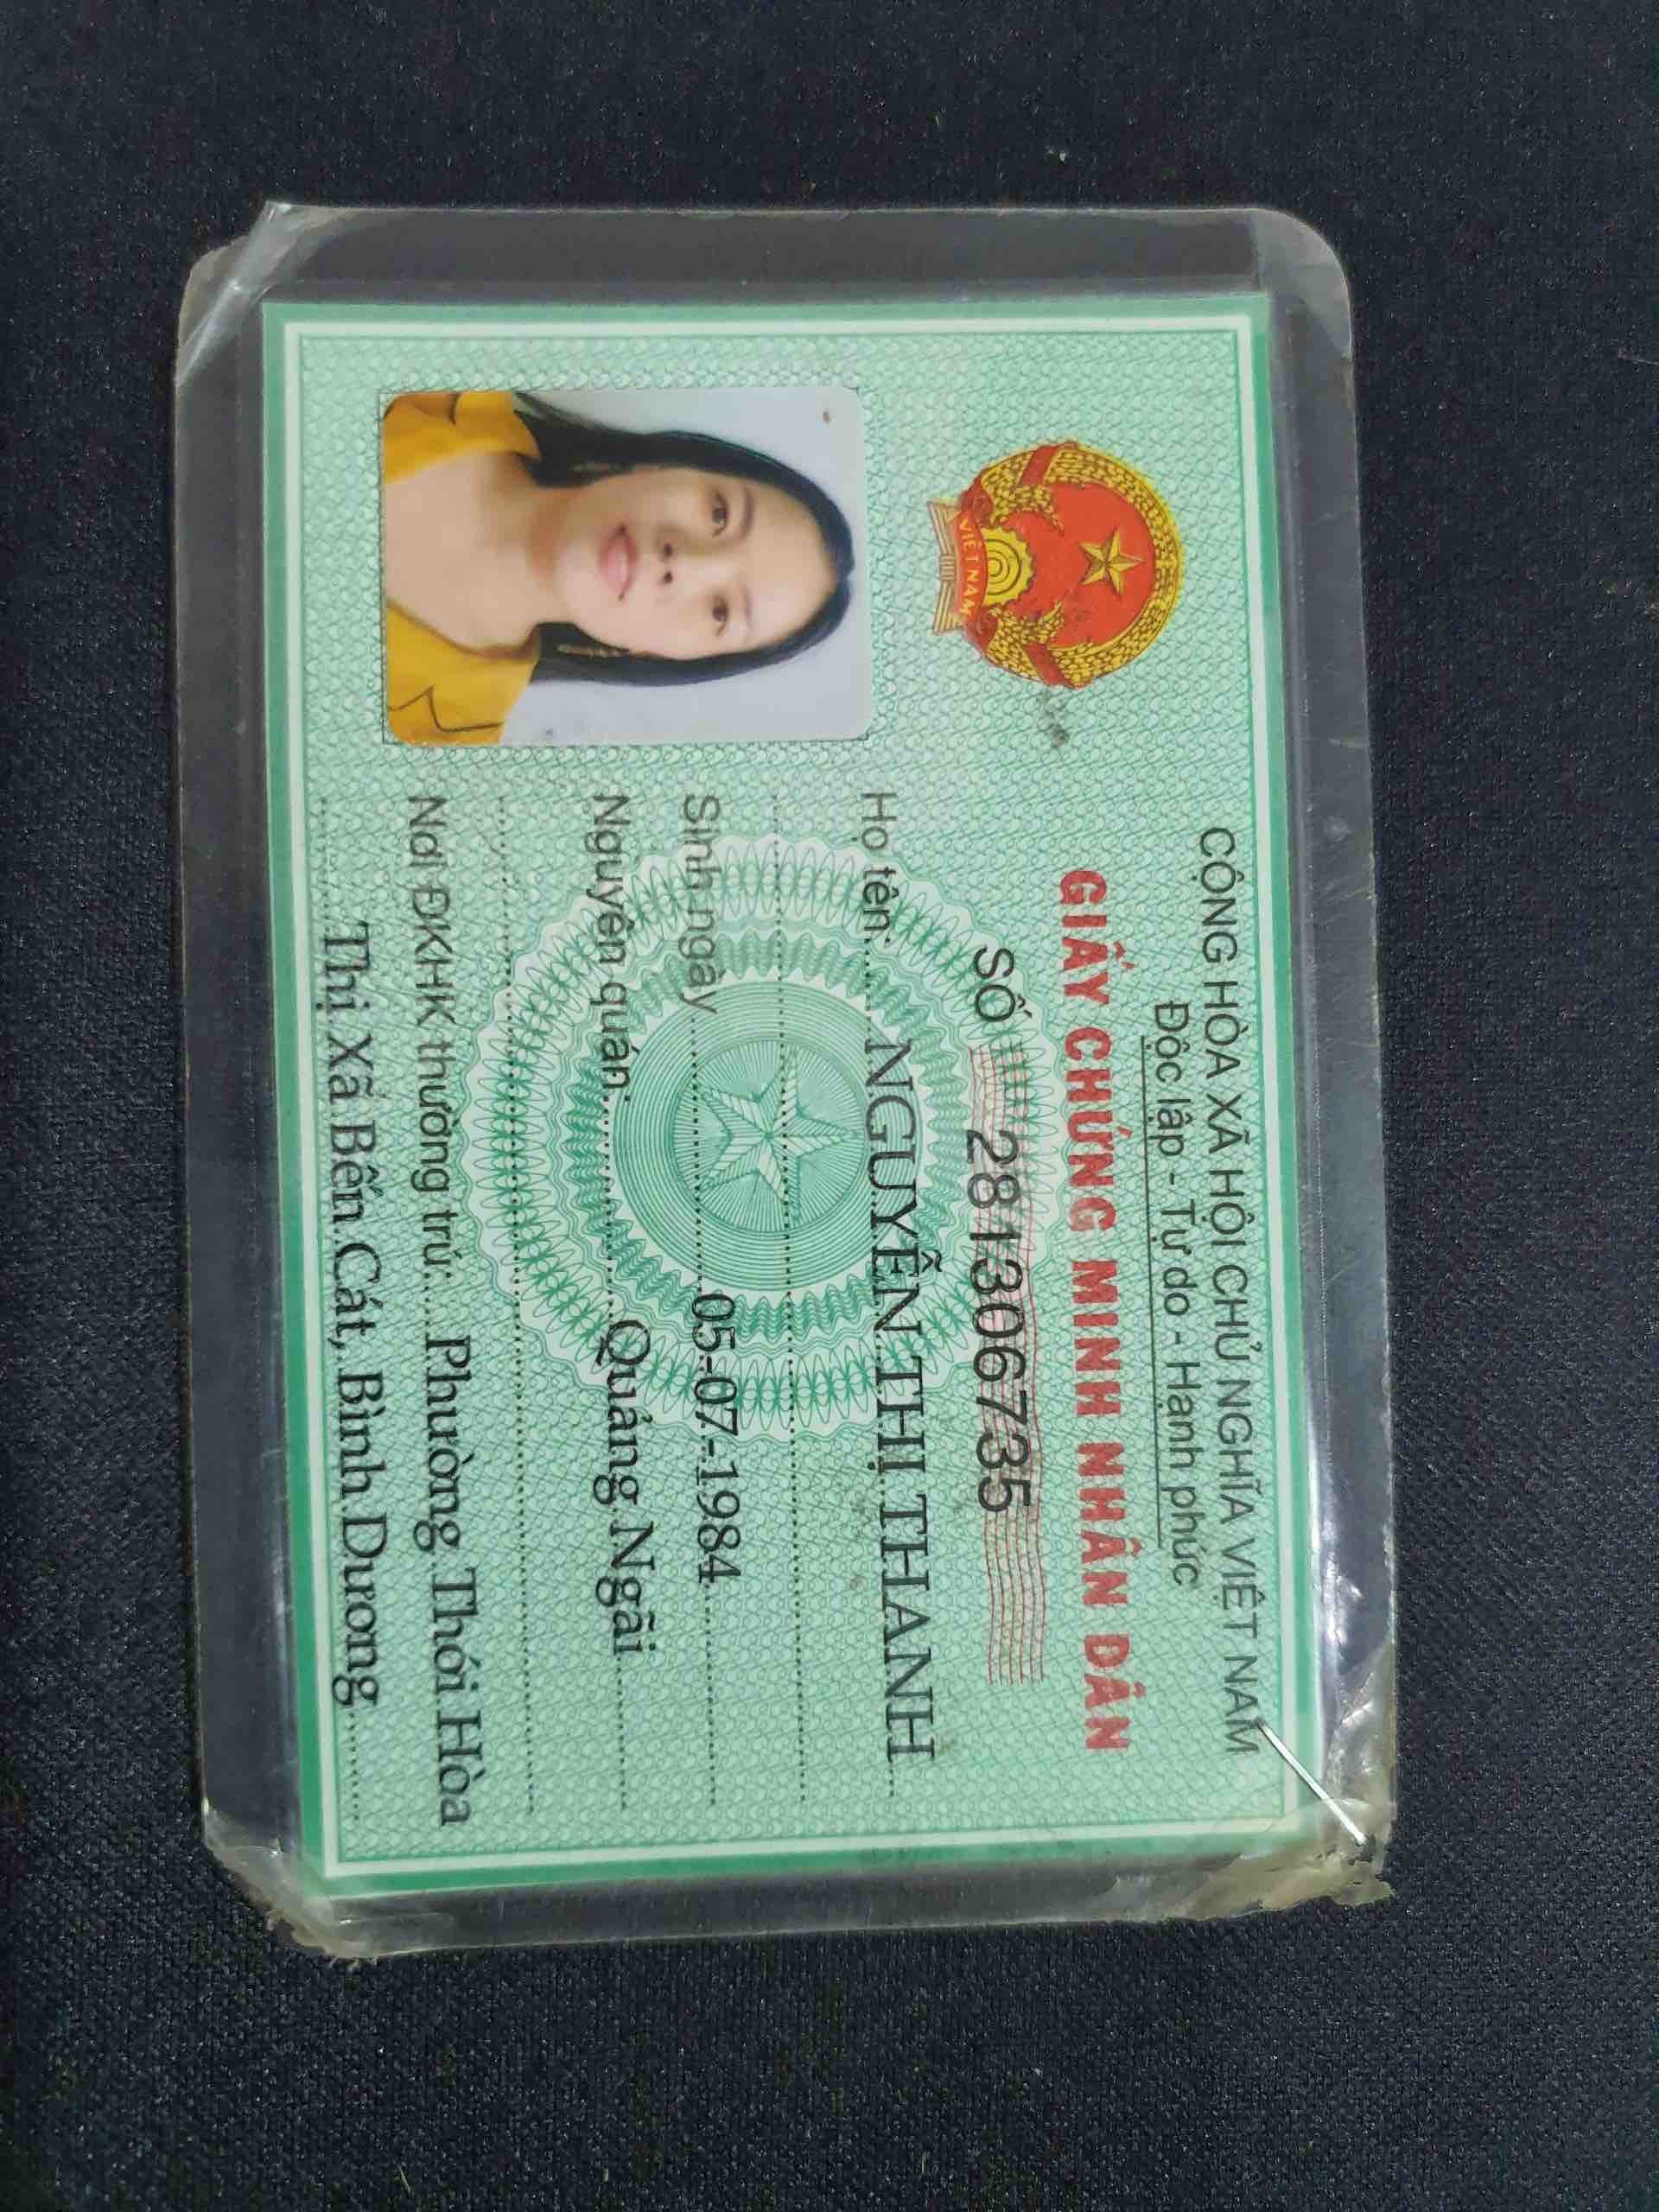 CỘNG HÒA XÃ HỘI CHỦ NGHĨA VIỆT NAM
Độc lập - Tự do - Hạnh phúc
GIẤY CHỨNG MINH NHÂN DÂN
SỐ 281306735
Họ tên: NGUYỄN THỊ THANH
Sinh ngày 05-07-1984
Nguyên quán Quảng Ngãi
Nơi ĐKHK thường trú: Phường Thới Hòa
Thị Xã Bến Cát, Bình Dương
VIỆT NAM